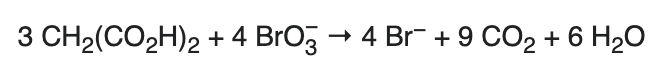 3 CH₂(CO₂H)₂ + 4 BrO₃⁻ → 4 Br⁻ + 9 CO₂ + 6 H₂O